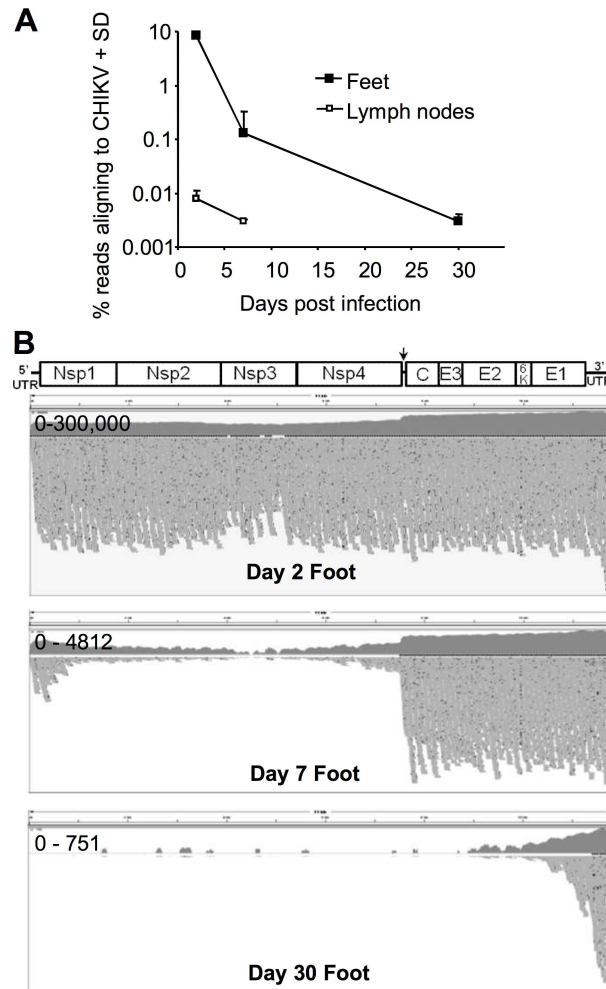 A
% reads aligning to CHIKV + SD
10
1
0.1
0.01
0.001
0 5 10 15 20 25 30
Days post infection
Feet
Lymph nodes
B
5' UTR
Nsp1 Nsp2 Nsp3 Nsp4 C E3 E2 6K E1
3' UT
0-300,000
Day 2 Foot
0 - 4812
Day 7 Foot
0 - 751
Day 30 Foot